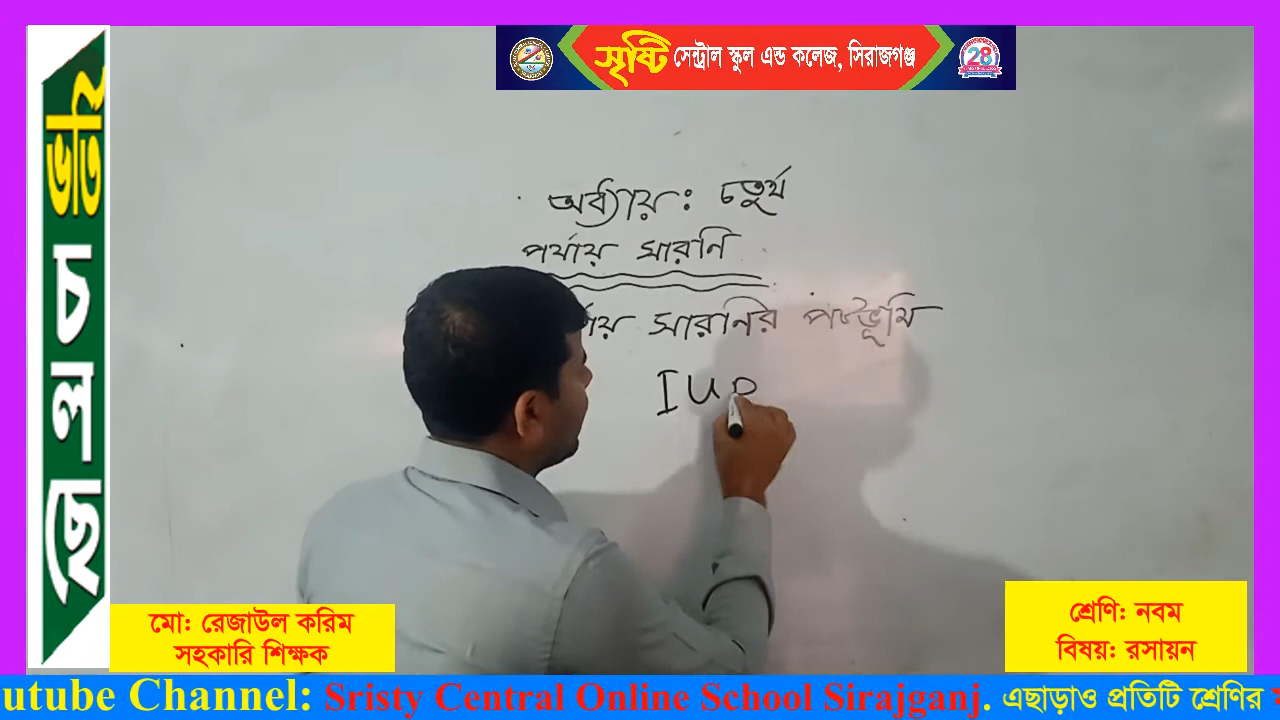 সৃষ্টি সেন্ট্রাল স্কুল এন্ড কলেজ, সিরাজগঞ্জ
28
ভর্তি চলছে
অধ্যায়ঃ চতুর্থ
পর্যায় সারণি
র্যায় সারণির পটভূমি
IUP
মো: রেজাউল করিম
সহকারি শিক্ষক
শ্রেণি: নবম
বিষয়: রসায়ন
utube Channel: Sristy Central Online School Sirajganj. এছাড়াও প্রতিটি শ্রেণির